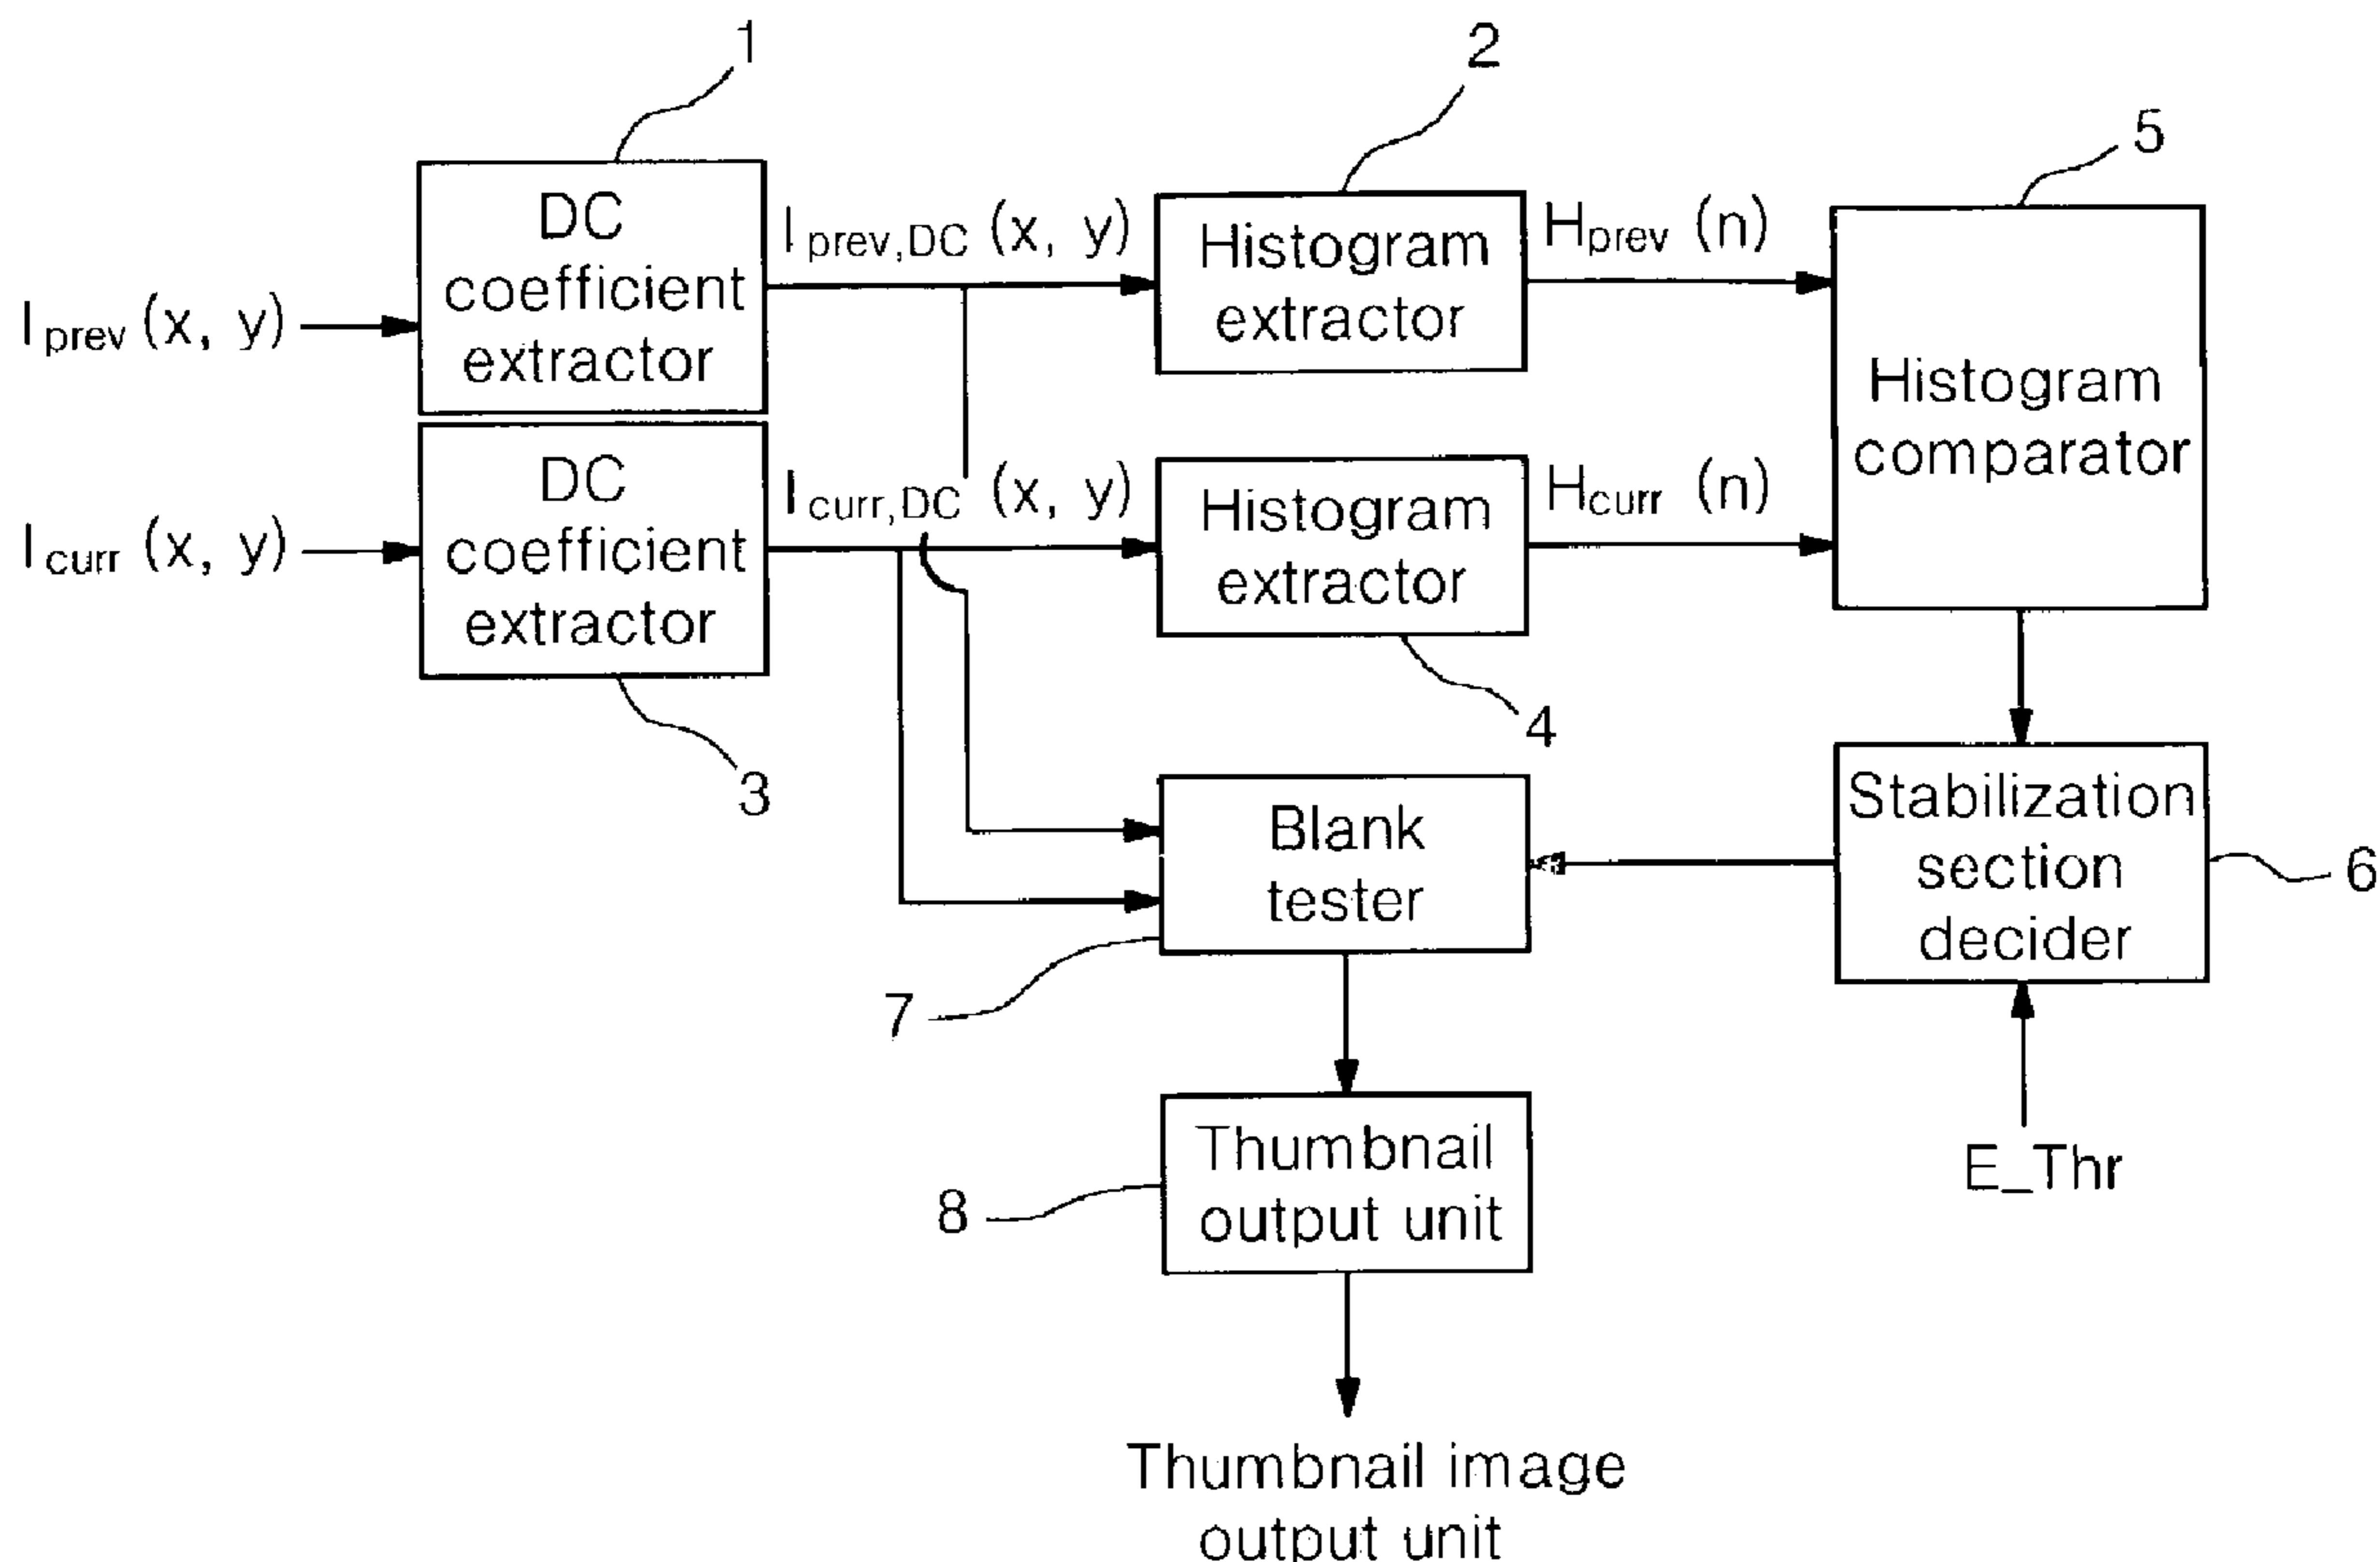 1
2
5
DC
coefficient
extractor
I prev (x, y)
I prev,DC (x, y)
Histogram
extractor
Hprev (n)
Histogram
comparator
DC
coefficient
extractor
I curr (x, y)
I curr,DC (x, y)
Histogram
extractor
Hcurr (n)
3
4
Blank
tester
Stabilization
section
decider
6
7
E_Thr
Thumbnail
output unit
8
Thumbnail image
output unit